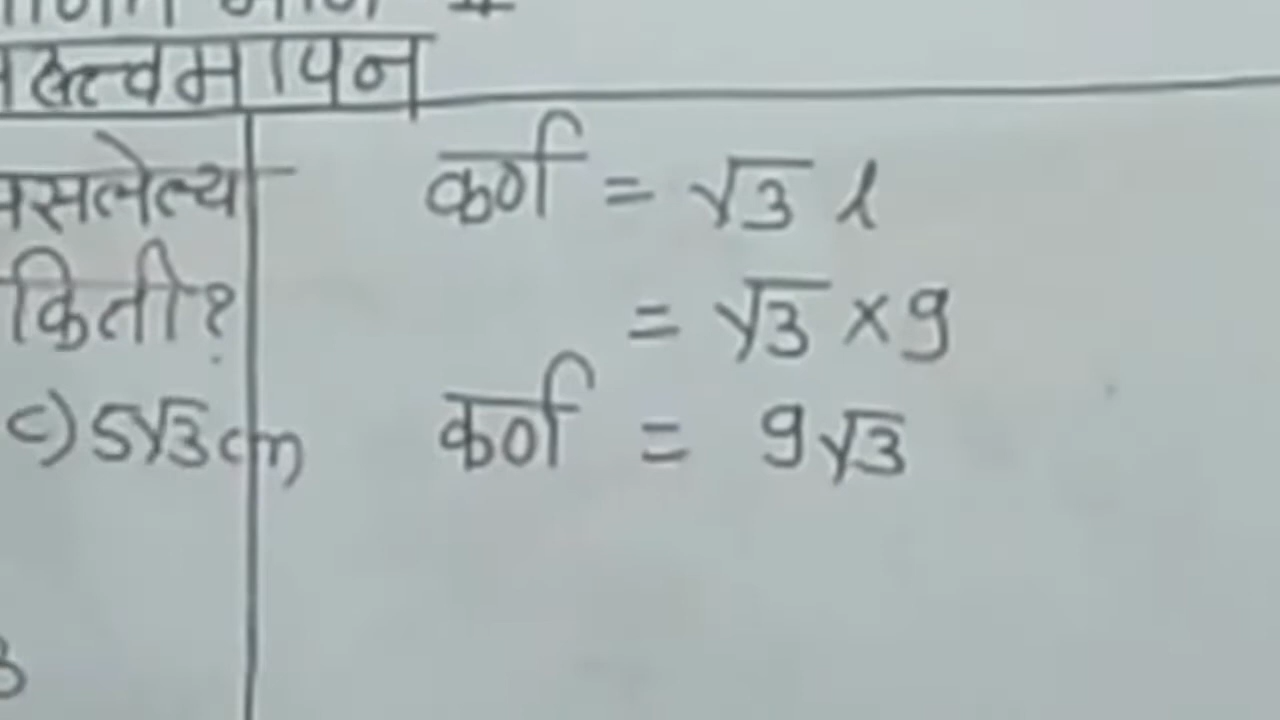 महत्त्वमापन
असलेल्य
किती?
c) 5√3 cm
कर्ण = √3 l
= √3 × 9
कर्ण = 9√3